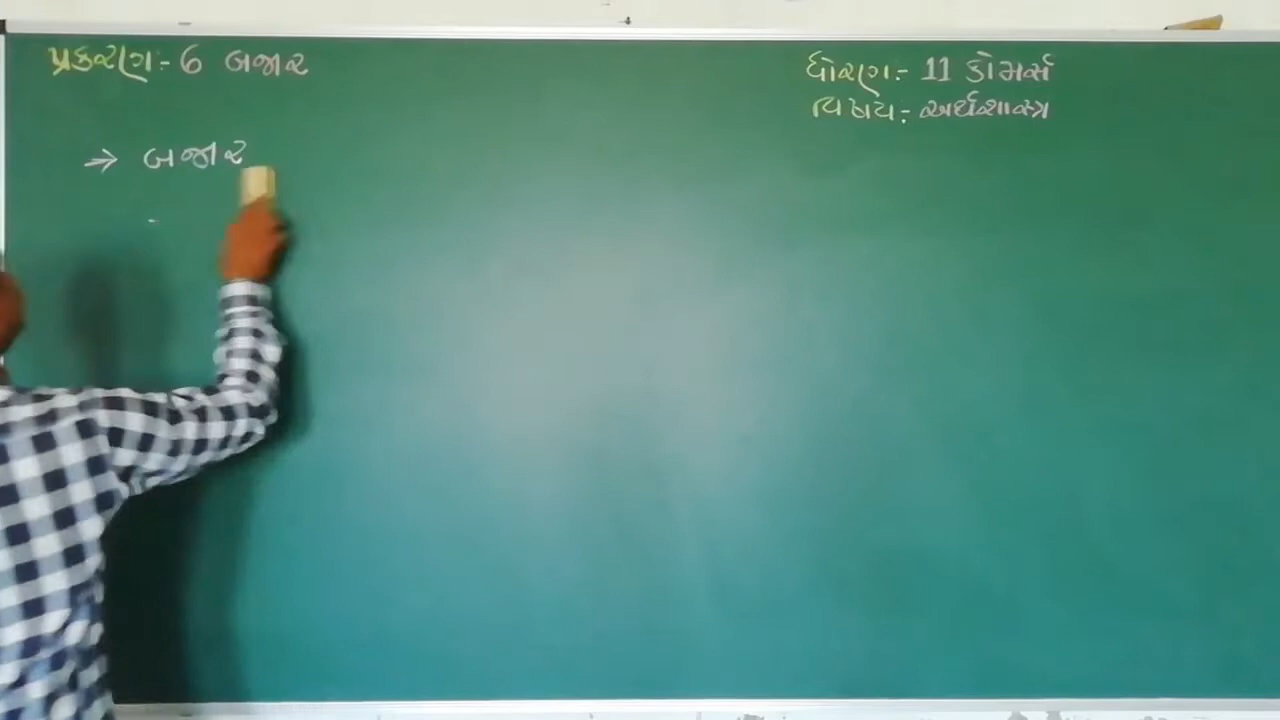 પ્રકરણ:- 6 બજાર
ધોરણ:- 11 કોમર્સ
વિષય:- અર્થશાસ્ત્ર
→ બજાર